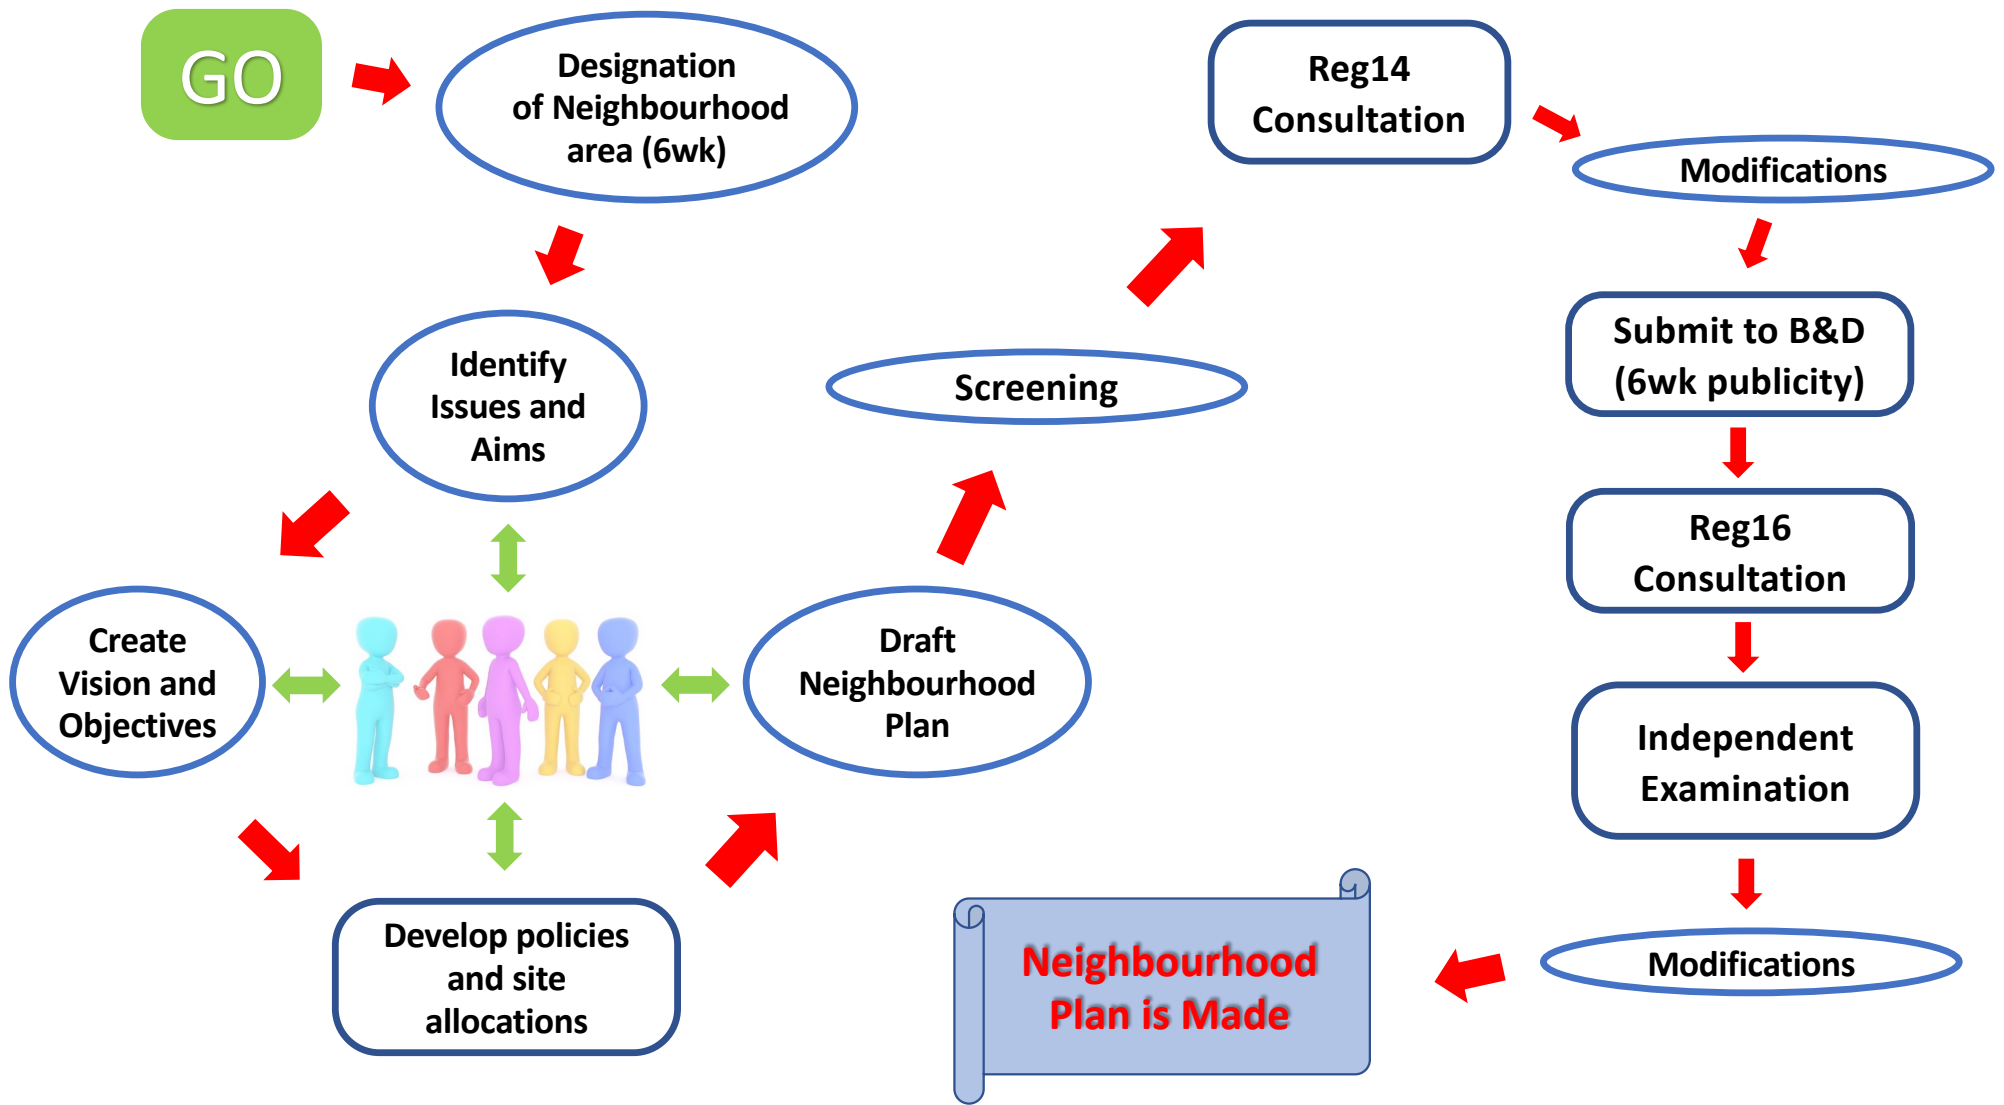 GO
Designation
of Neighbourhood
area (6wk)
Identify
Issues and
Aims
Create
Vision and
Objectives
Develop policies
and site
allocations
Draft
Neighbourhood
Plan
Screening
Reg14
Consultation
Modifications
Submit to B&D
(6wk publicity)
Reg16
Consultation
Independent
Examination
Modifications
Neighbourhood
Plan is Made